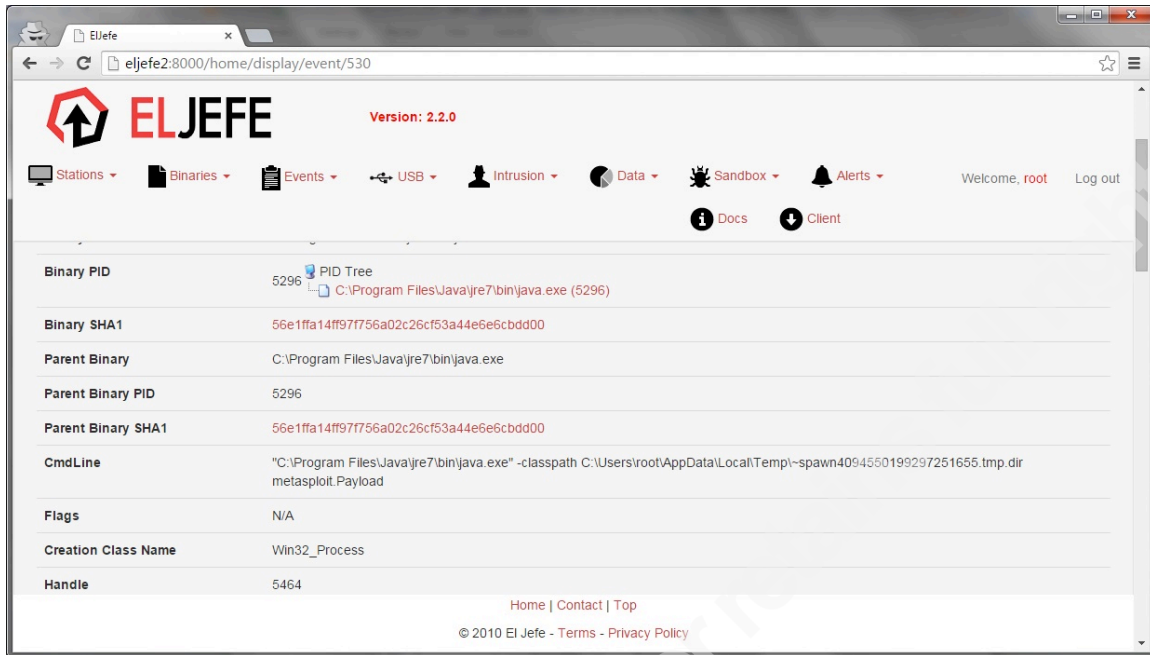 ElJefe
eljefe2:8000/home/display/event/530
ELJEFE
Version: 2.2.0
Stations
Binaries
Events
USB
Intrusion
Data
Sandbox
Alerts
Welcome, root
Log out
Docs
Client
Binary PID
5296
PID Tree
C:\Program Files\Java\jre7\bin\java.exe (5296)
Binary SHA1
56e1ffa14ff97f756a02c26cf53a44e6e6cbdd00
Parent Binary
C:\Program Files\Java\jre7\bin\java.exe
Parent Binary PID
5296
Parent Binary SHA1
56e1ffa14ff97f756a02c26cf53a44e6e6cbdd00
CmdLine
"C:\Program Files\Java\jre7\bin\java.exe" -classpath C:\Users\root\AppData\Local\Temp\~spawn4094550199297251655.tmp.dir
metasploit.Payload
Flags
N/A
Creation Class Name
Win32_Process
Handle
5464
Home | Contact | Top
© 2010 El Jefe - Terms - Privacy Policy